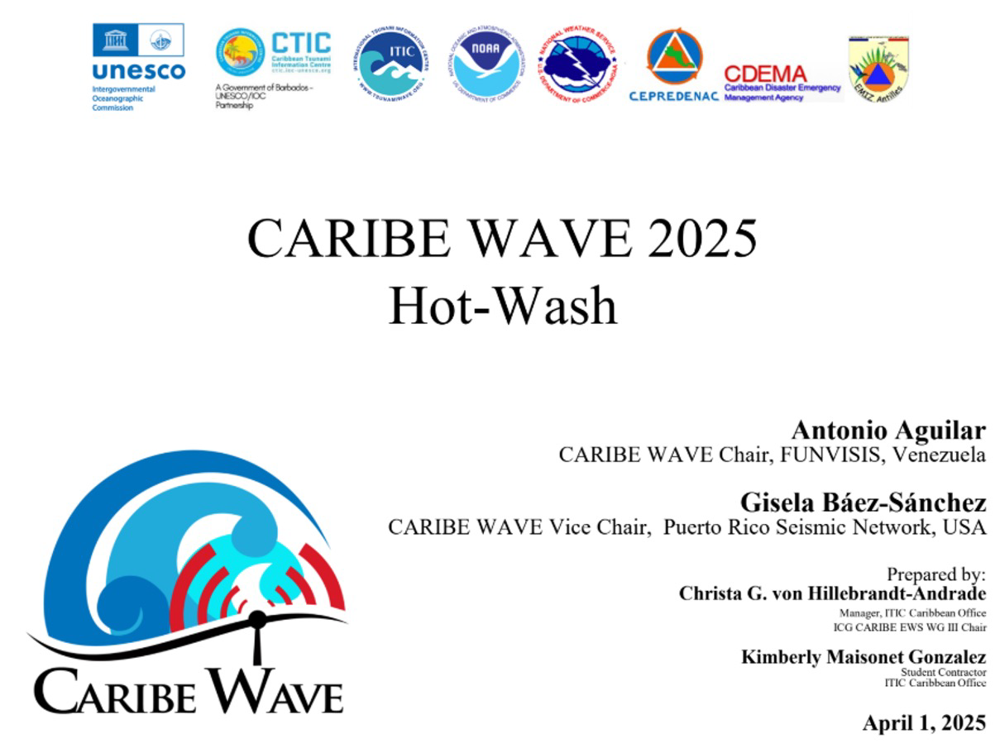 unesco
Intergovernmental
Oceanographic
Commission
CTIC
Caribbean Tsunami
Information Centre
ctic.ioc-unesco.org
A Government of Barbados –
UNESCO/IOC
Partnership
INTERNATIONAL TSUNAMI INFORMATION CENTER
ITIC
WWW.TSUNAMIWAVE.ORG
NATIONAL OCEANIC AND ATMOSPHERIC ADMINISTRATION
NOAA
US DEPARTMENT OF COMMERCE
NATIONAL WEATHER SERVICE
U.S. DEPARTMENT OF COMMERCE-NOAA
CEPREDENAC
CDEMA
Caribbean Disaster Emergency
Management Agency
EMIZ Antilles
CARIBE WAVE 2025
Hot-Wash
Antonio Aguilar
CARIBE WAVE Chair, FUNVISIS, Venezuela
Gisela Báez-Sánchez
CARIBE WAVE Vice Chair, Puerto Rico Seismic Network, USA
Prepared by:
Christa G. von Hillebrandt-Andrade
Manager, ITIC Caribbean Office
ICG CARIBE EWS WG III Chair
Kimberly Maisonet Gonzalez
Student Contractor
ITIC Caribbean Office
April 1, 2025
CARIBE WAVE